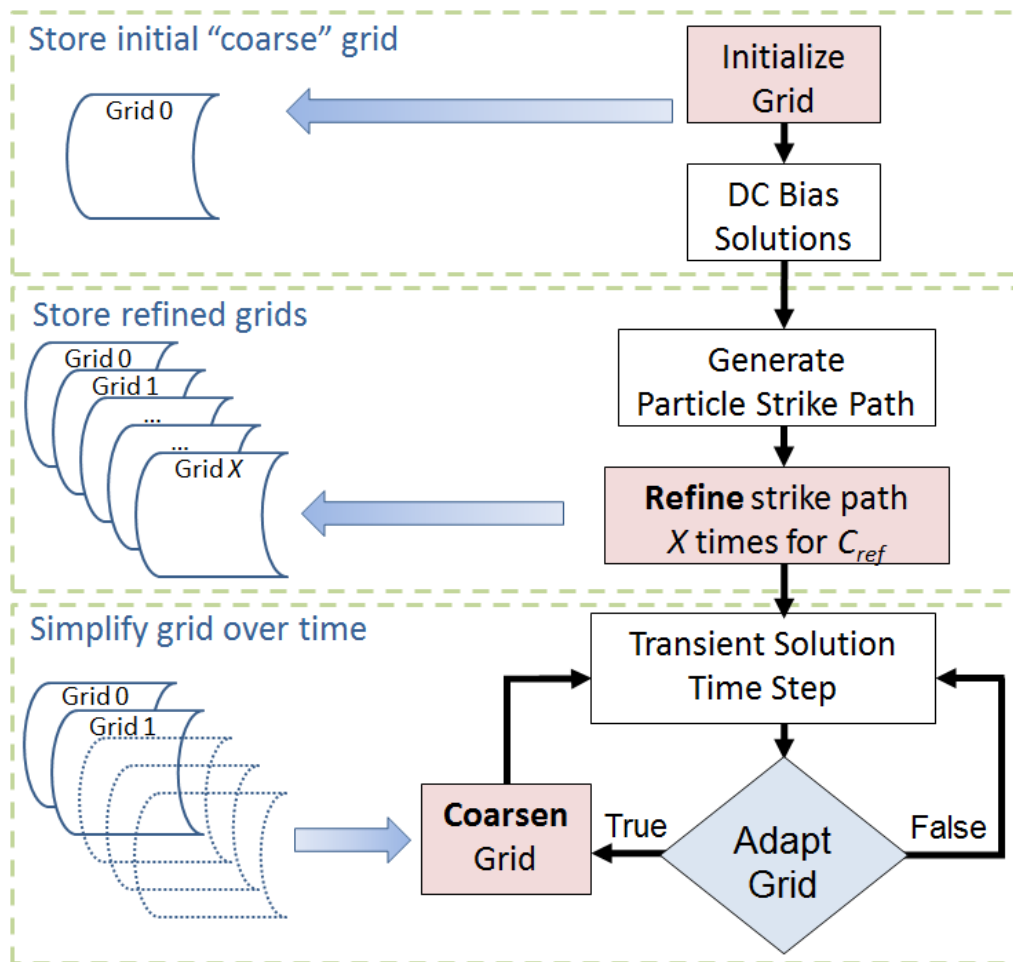 Store initial “coarse” grid
Grid 0
Initialize
Grid
DC Bias
Solutions
Store refined grids
Grid 0
Grid 1
...
...
Grid X
Generate
Particle Strike Path
Refine strike path
X times for Cref
Simplify grid over time
Grid 0
Grid 1
Transient Solution
Time Step
Coarsen
Grid
True
Adapt
Grid
False